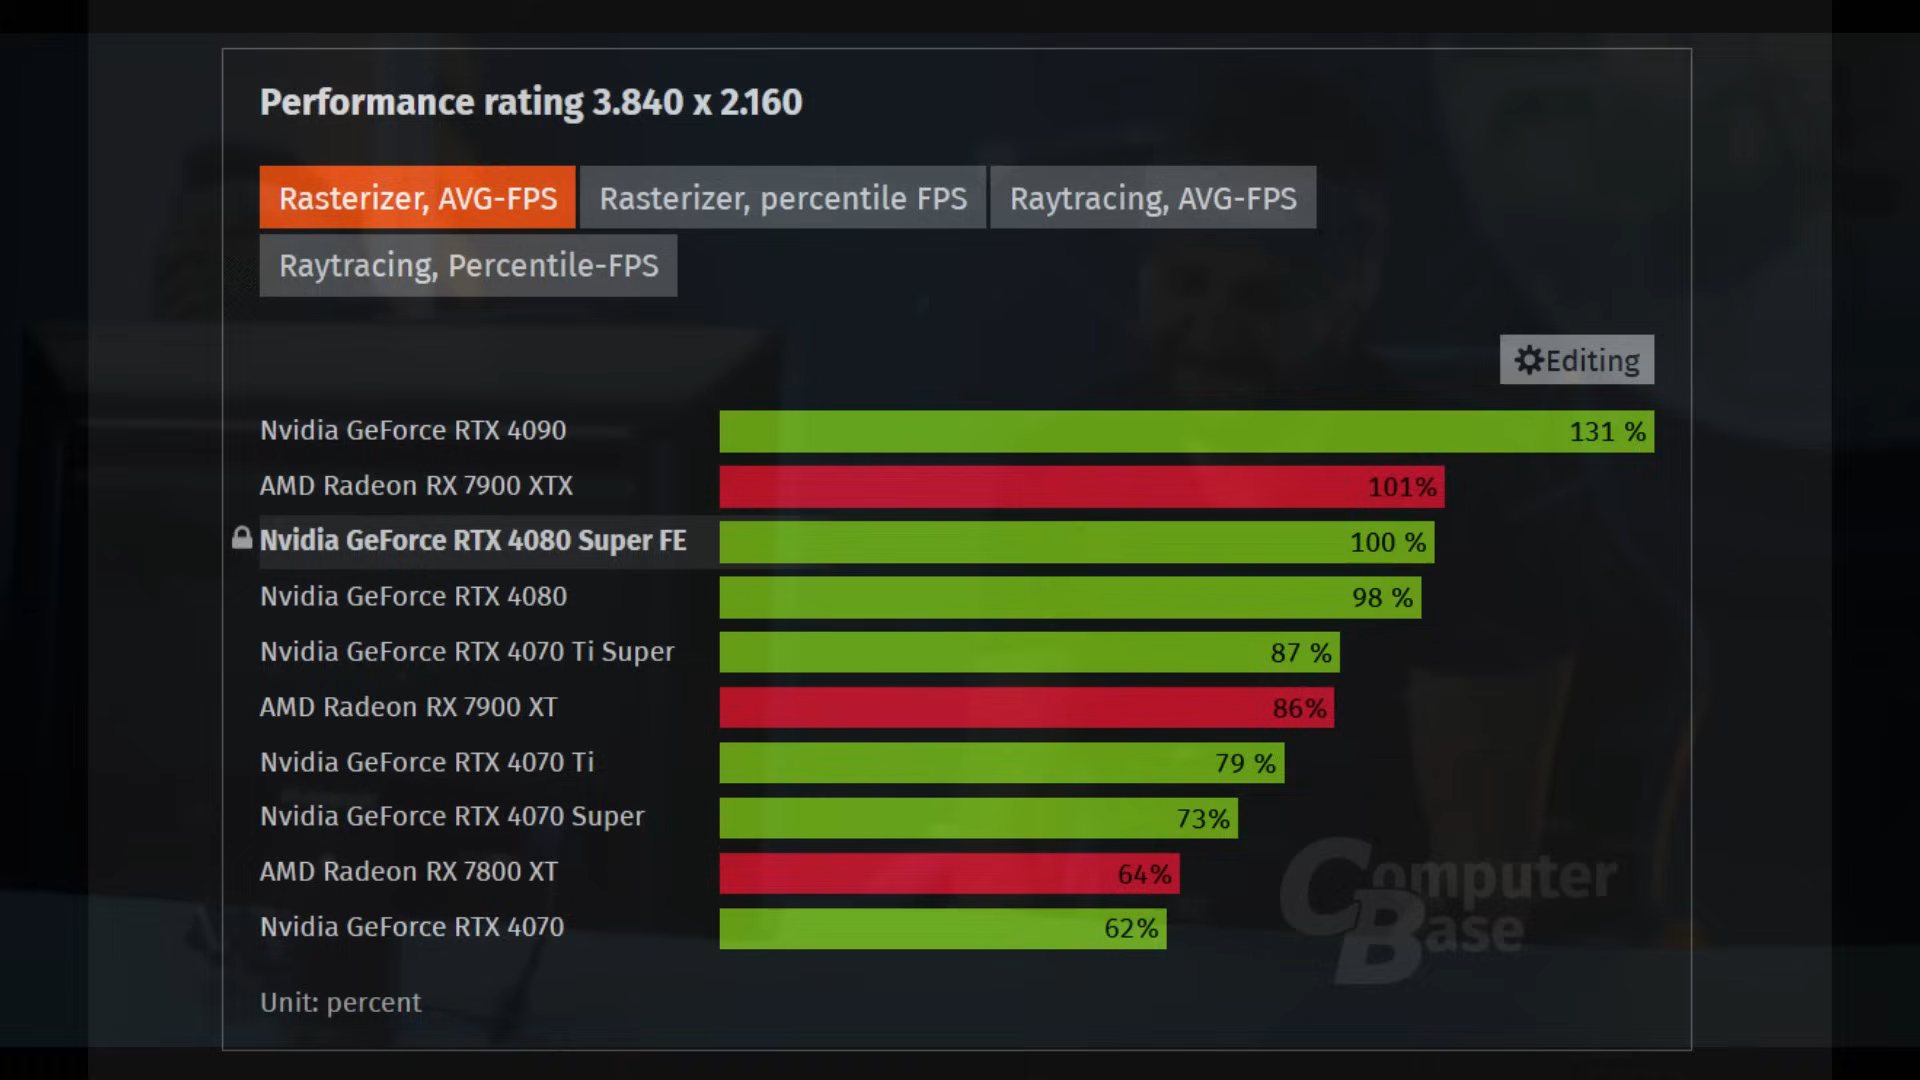 Performance rating 3.840 x 2.160
Rasterizer, AVG-FPS
Rasterizer, percentile FPS
Raytracing, AVG-FPS
Raytracing, Percentile-FPS
Editing
Nvidia GeForce RTX 4090 131 %
AMD Radeon RX 7900 XTX 101%
Nvidia GeForce RTX 4080 Super FE 100 %
Nvidia GeForce RTX 4080 98 %
Nvidia GeForce RTX 4070 Ti Super 87 %
AMD Radeon RX 7900 XT 86%
Nvidia GeForce RTX 4070 Ti 79 %
Nvidia GeForce RTX 4070 Super 73%
AMD Radeon RX 7800 XT 64%
Nvidia GeForce RTX 4070 62%
Computer
Base
Unit: percent